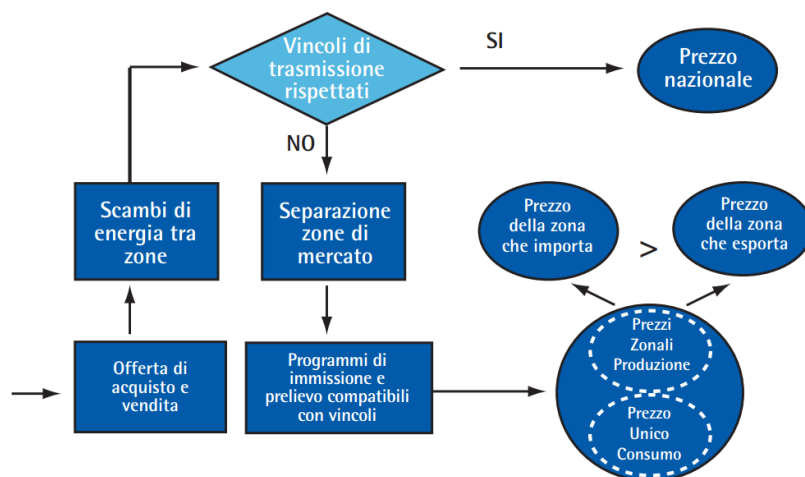 Vincoli di
trasmissione
rispettati
SI
Prezzo
nazionale
NO
Scambi di
energia tra
zone
Separazione
zone di
mercato
Prezzo
della zona
che importa
>
Prezzo
della zona
che esporta
Offerta di
acquisto e
vendita
Programmi di
immissione e
prelievo compatibili
con vincoli
Prezzi
Zonali
Produzione
Prezzo
Unico
Consumo